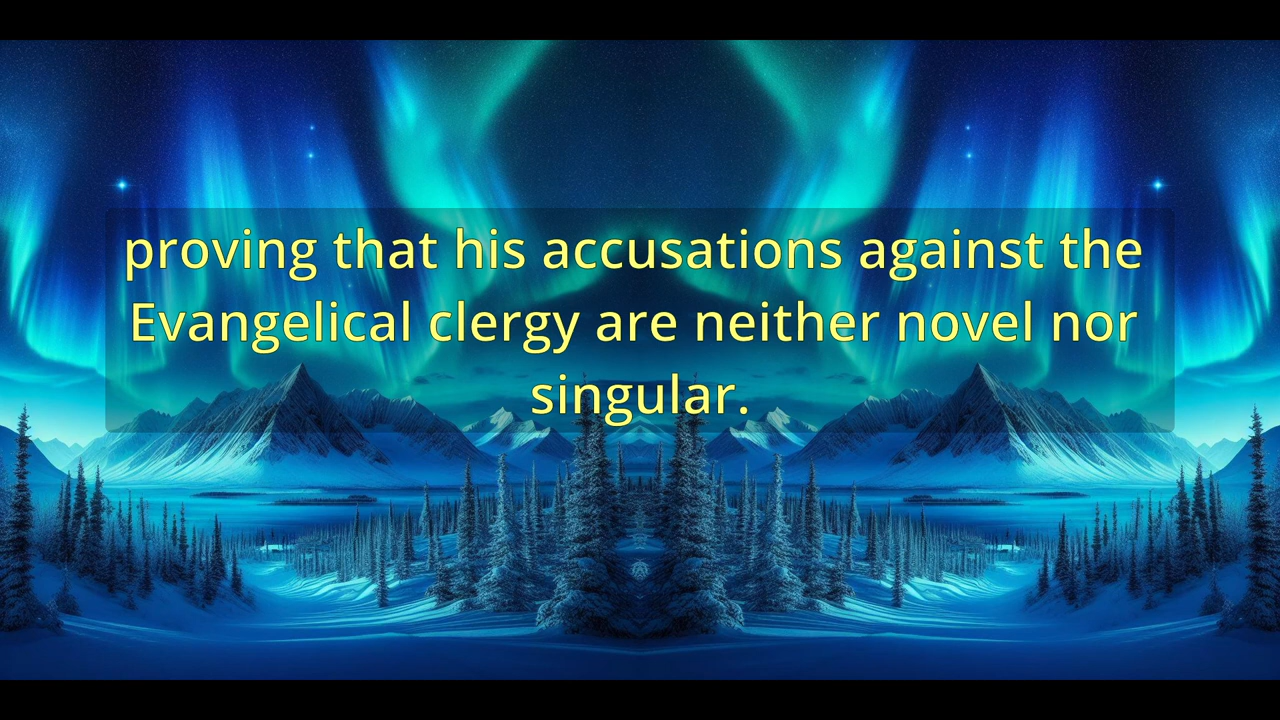 proving that his accusations against the
Evangelical clergy are neither novel nor
singular.